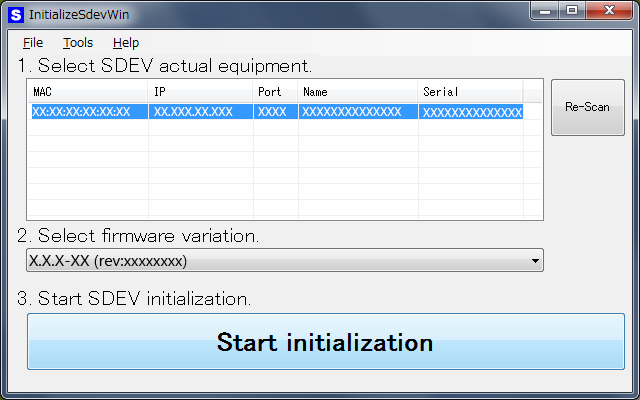 S InitializeSdevWin
File Tools Help
1. Select SDEV actual equipment.
MAC IP Port Name Serial
XX:XX:XX:XX:XX:XX XX.XXX.XX.XXX XXXX XXXXXXXXXXXXXX XXXXXXXXXXXXXX
Re-Scan
2. Select firmware variation.
X.X.X-XX (rev:xxxxxxxx)
3. Start SDEV initialization.
Start initialization